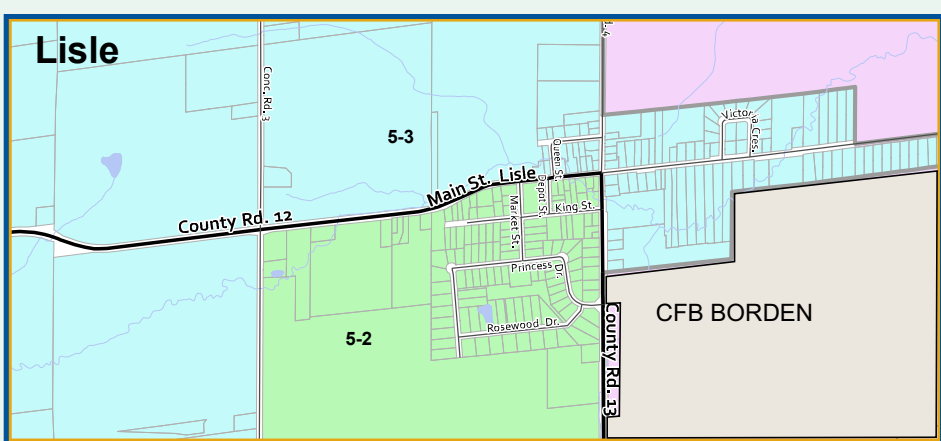 Lisle
d. 4
Conc. Rd. 3
Victoria Cres.
5-3
Queen St.
Main St. Lisle
Depot St.
Market St.
King St.
County Rd. 12
Princess Dr.
CFB BORDEN
County Rd. 13
Rosewood Dr.
5-2